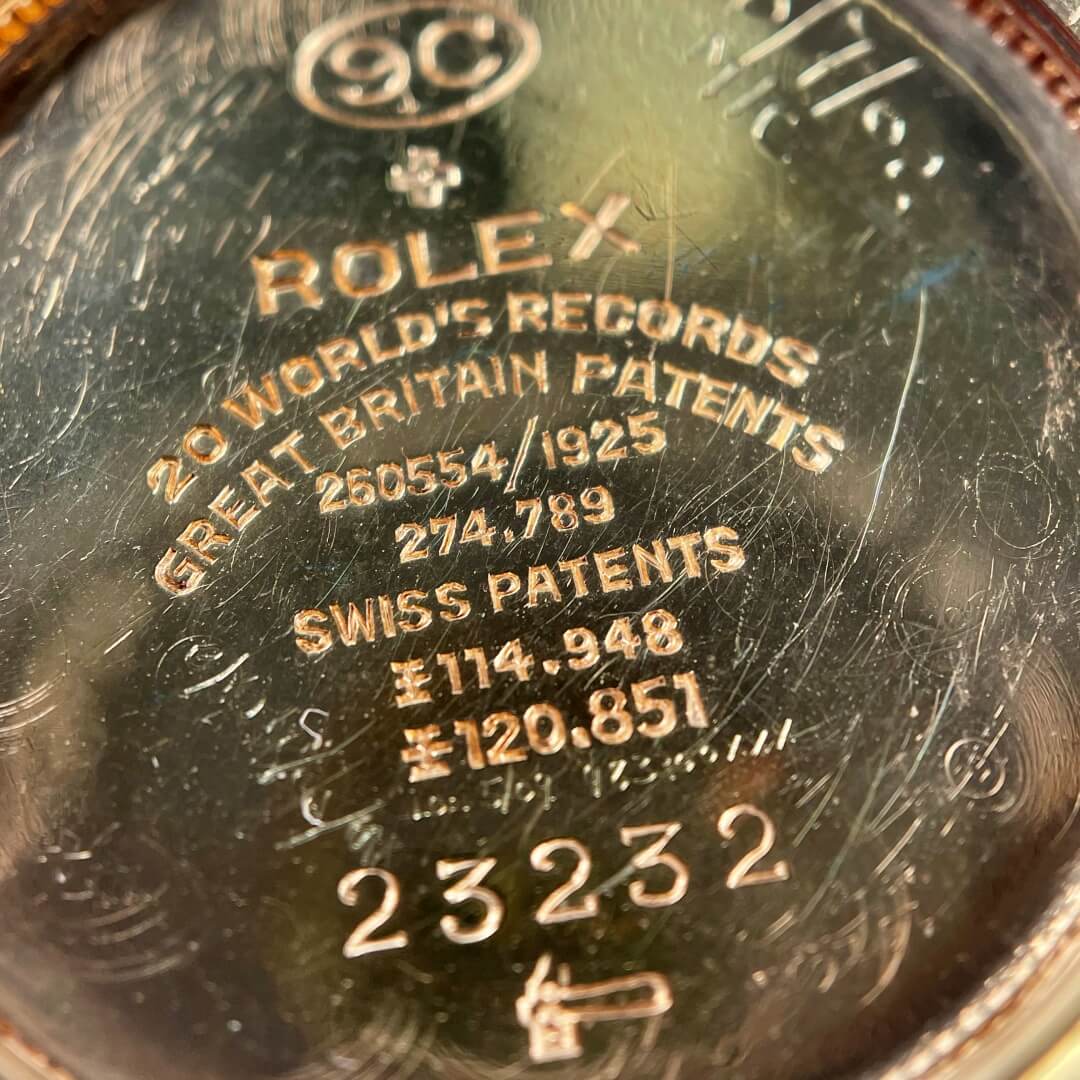 9C
ROLEX
20 WORLD'S RECORDS
GREAT BRITAIN PATENTS
260554/1925
274.789
SWISS PATENTS
114.948
120.851
23232